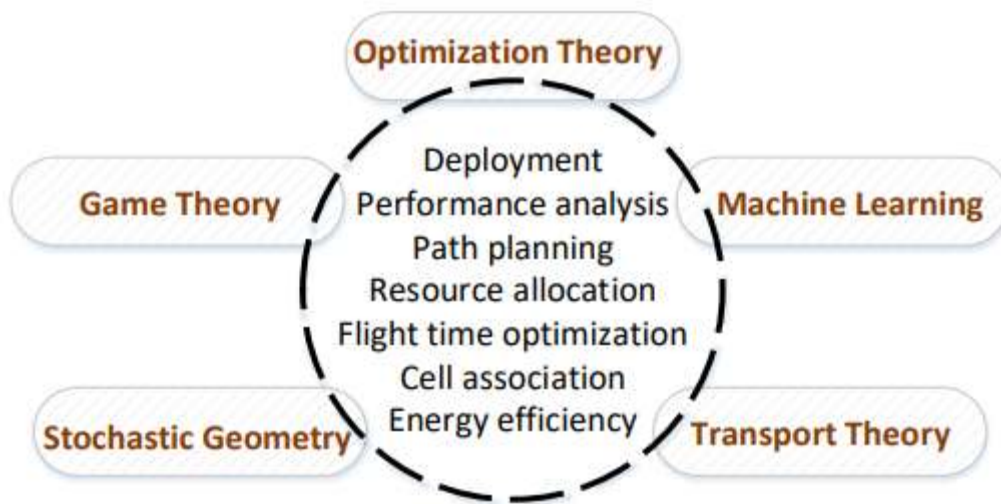 Optimization Theory
Deployment
Game Theory
Performance analysis
Machine Learning
Path planning
Resource allocation
Flight time optimization
Cell association
Energy efficiency
Stochastic Geometry
Transport Theory